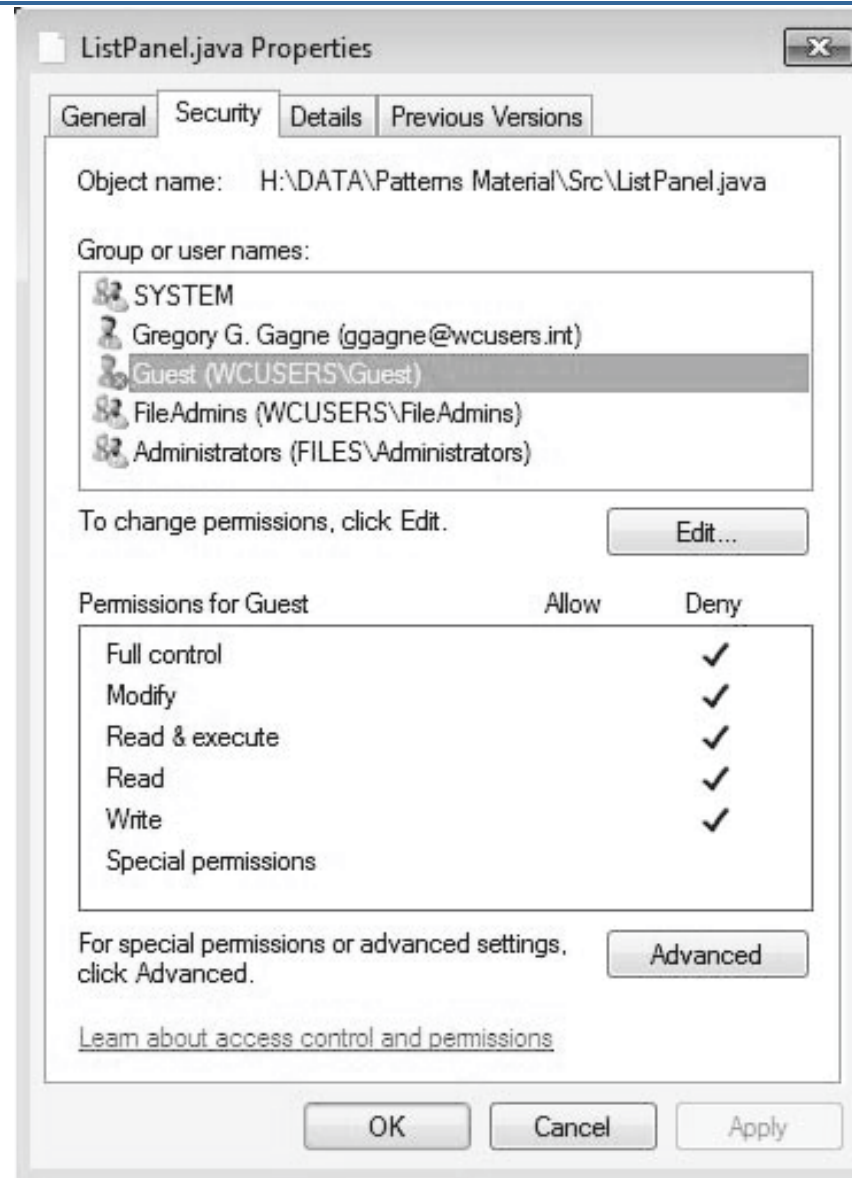 ListPanel.java Properties
General Security Details Previous Versions
Object name: H:\DATA\Patterns Material\Src\ListPanel.java
Group or user names:
SYSTEM
Gregory G. Gagne (ggagne@wcusers.int)
Guest (WCUSERS\Guest)
FileAdmins (WCUSERS\FileAdmins)
Administrators (FILES\Administrators)
To change permissions, click Edit.
Edit...
Permissions for Guest Allow Deny
Full control
Modify
Read & execute
Read
Write
Special permissions
For special permissions or advanced settings,
click Advanced.
Advanced
Learn about access control and permissions
OK Cancel Apply